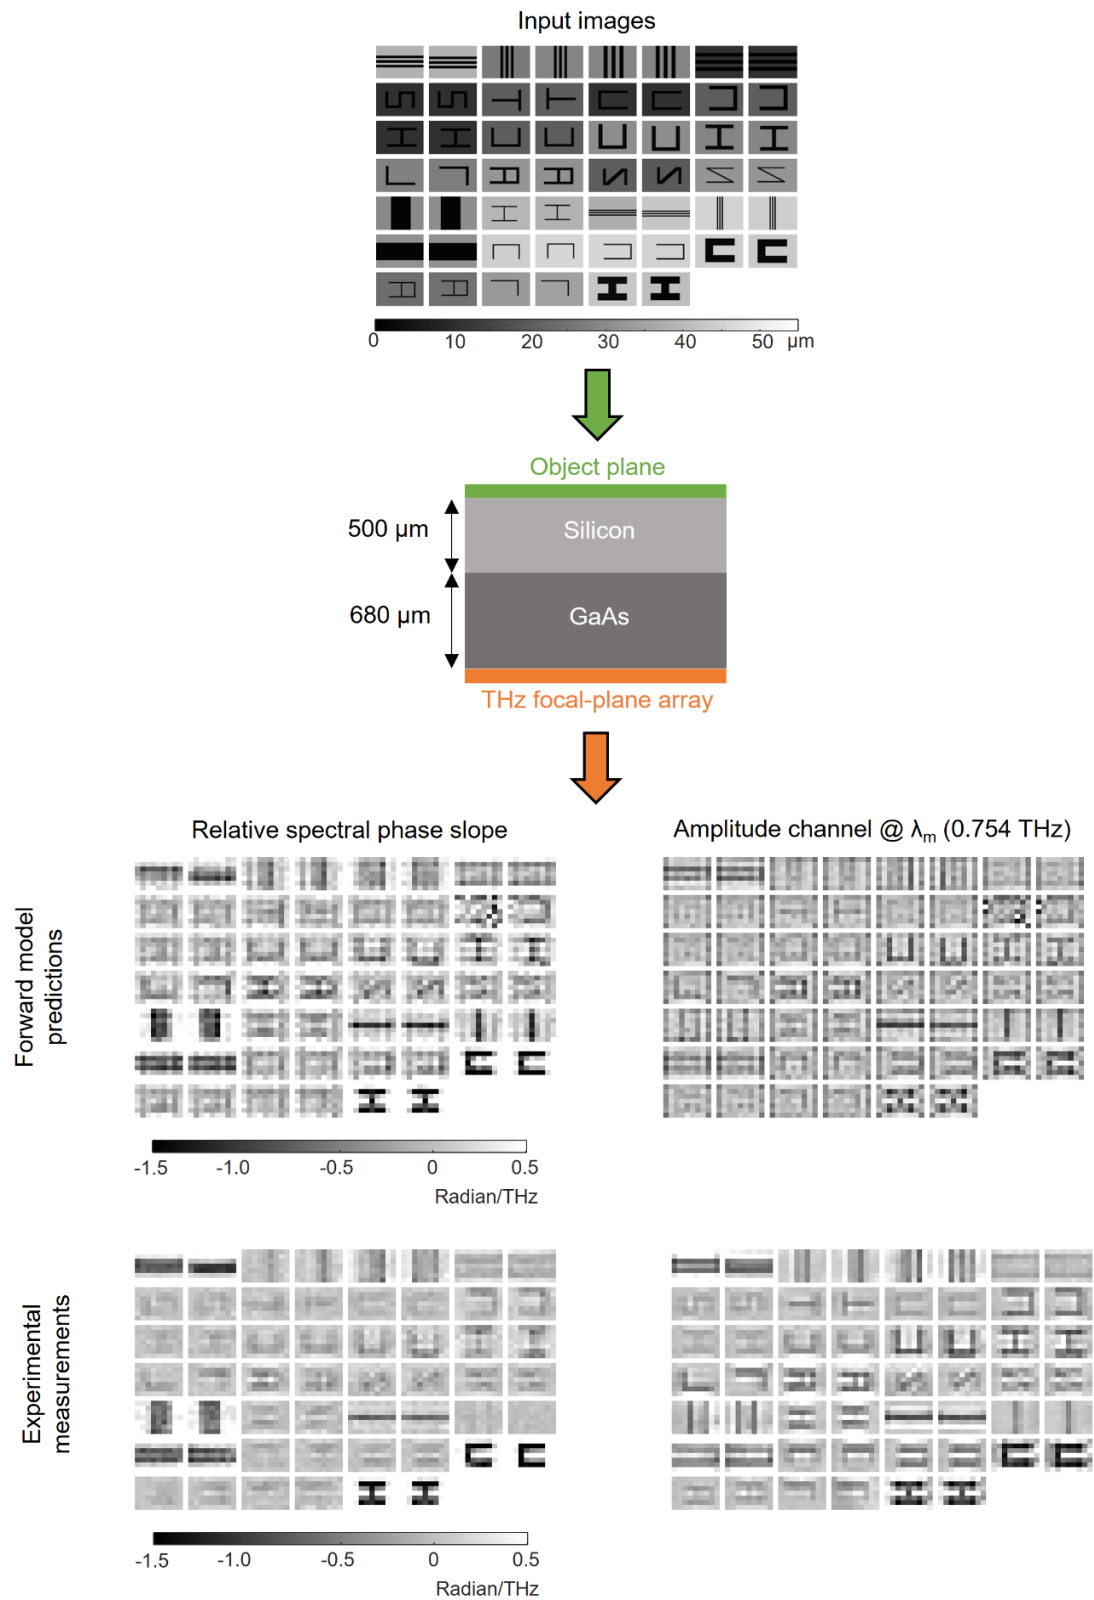 Input images
0 10 20 30 40 50 µm
Object plane
500 µm
Silicon
680 µm
GaAs
THz focal-plane array
Relative spectral phase slope
Amplitude channel @ λm (0.754 THz)
Forward model
predictions
-1.5 -1.0 -0.5 0 0.5
Radian/THz
Experimental
measurements
-1.5 -1.0 -0.5 0 0.5
Radian/THz